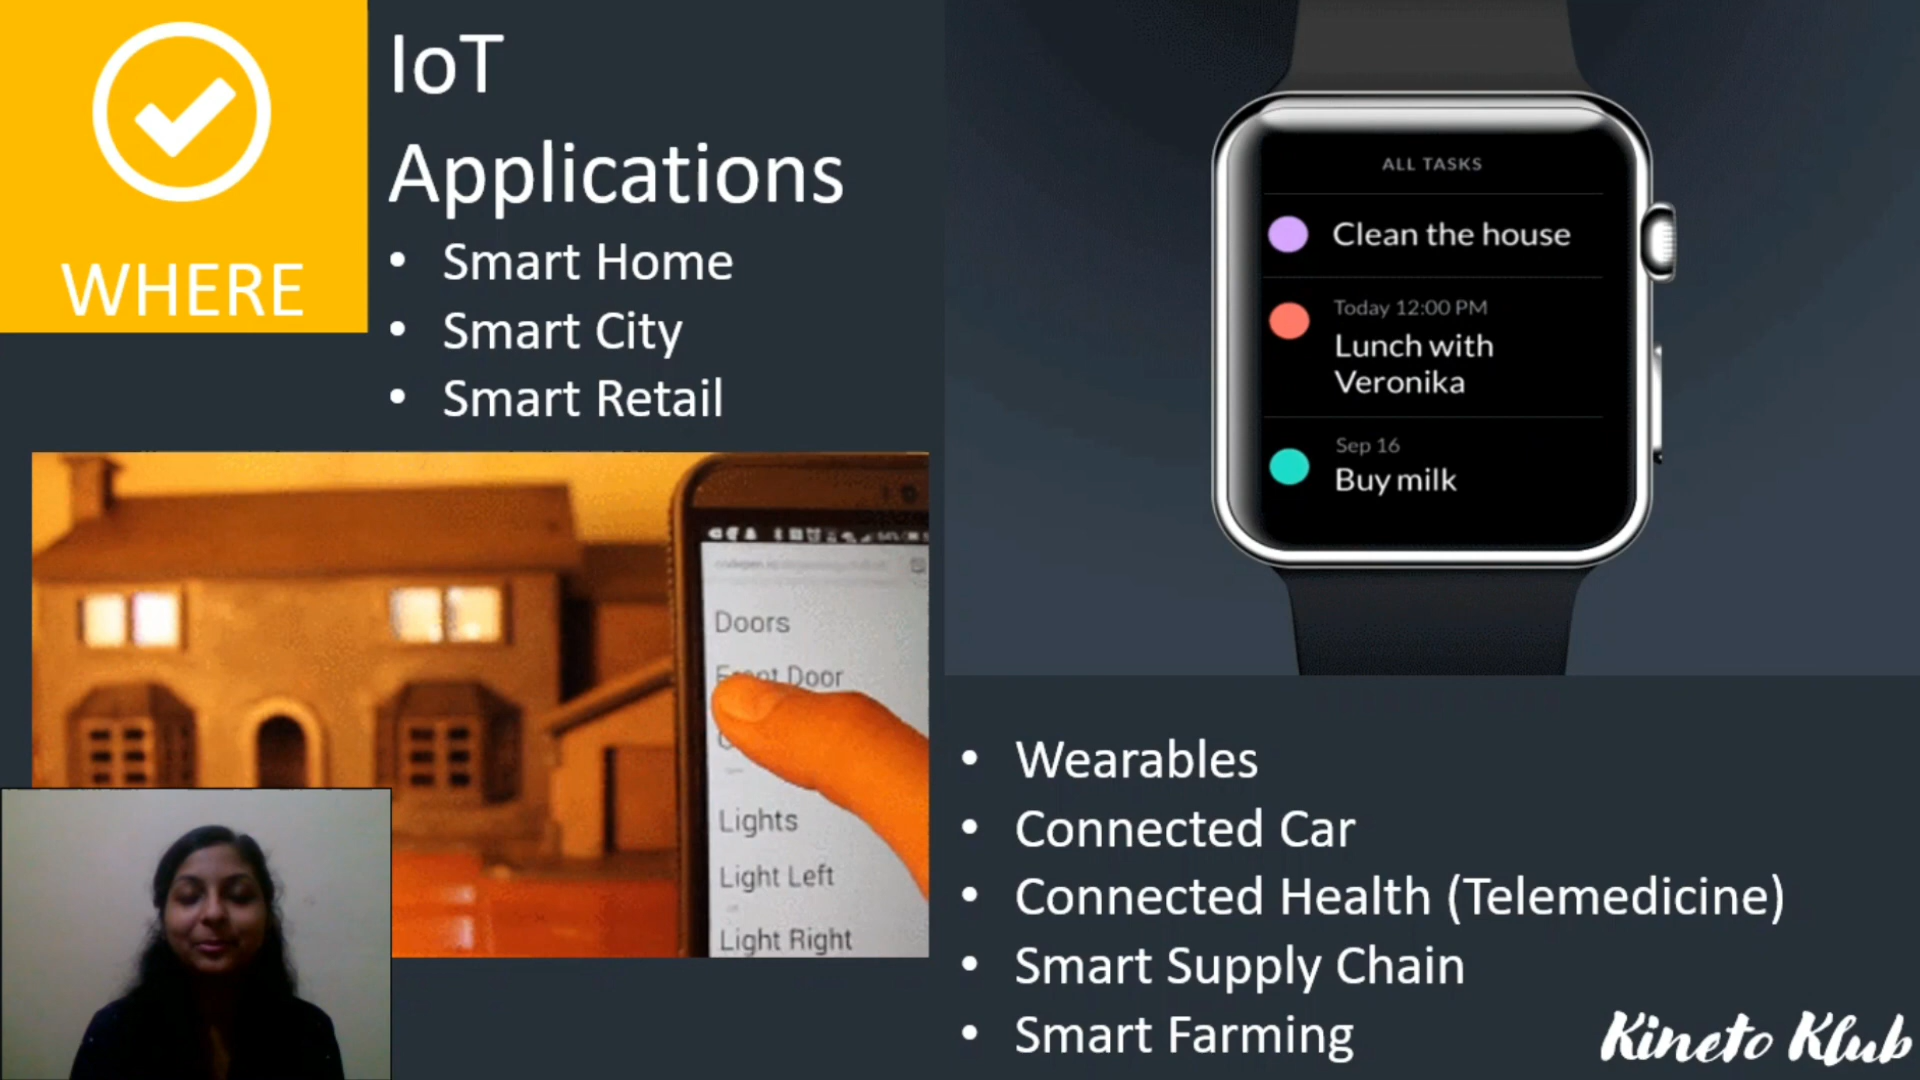 WHERE
IoT
Applications
• Smart Home
• Smart City
• Smart Retail
ALL TASKS
Clean the house
Today 12:00 PM
Lunch with
Veronika
Sep 16
Buy milk
Doors
Front Door
Lights
Light Left
Light Right
• Wearables
• Connected Car
• Connected Health (Telemedicine)
• Smart Supply Chain
• Smart Farming
Kineto Klub